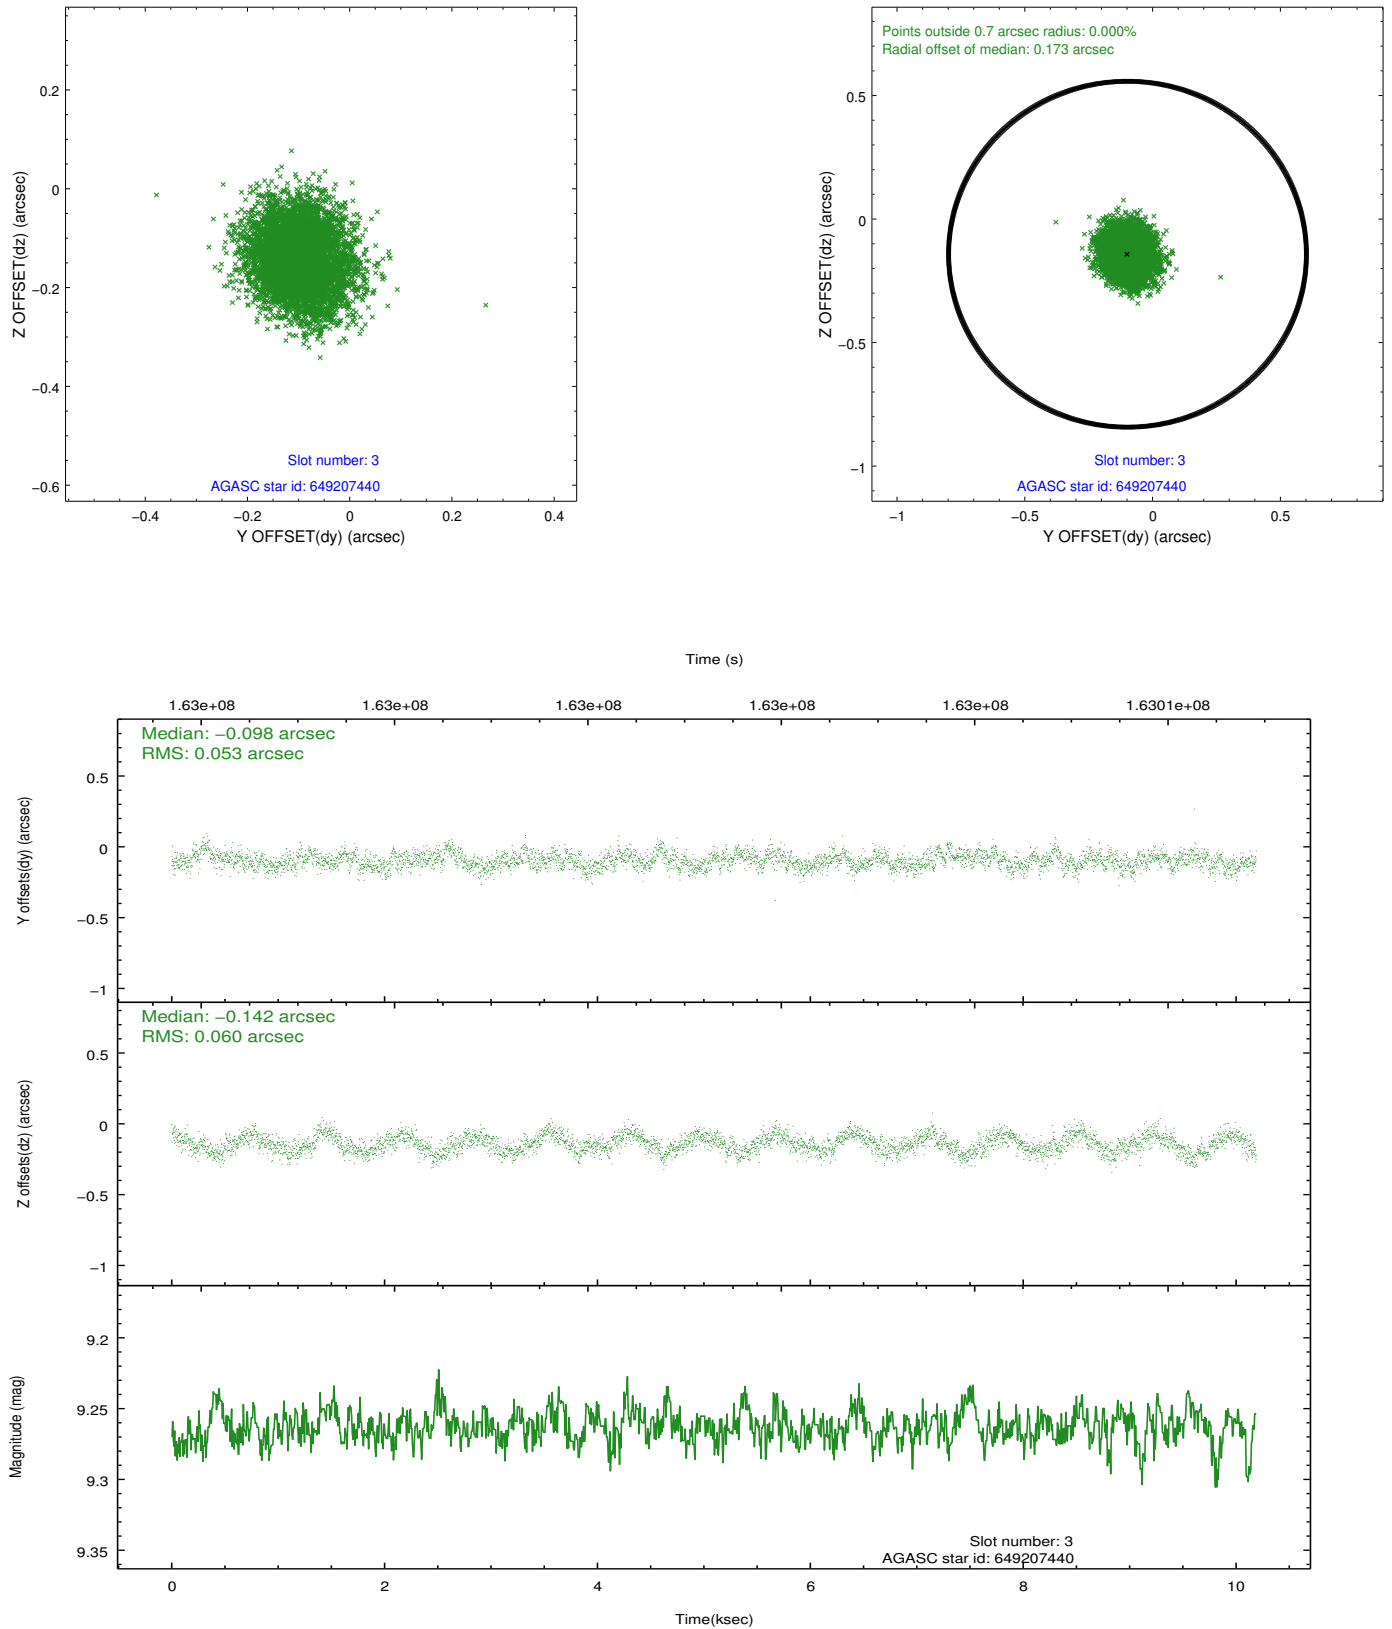 0.2
0
−0.2
−0.4
−0.6
Z OFFSET(dz) (arcsec)
Slot number: 3
AGASC star id: 649207440
−0.4 −0.2 0 0.2 0.4
Y OFFSET(dy) (arcsec)
Points outside 0.7 arcsec radius: 0.000%
Radial offset of median: 0.173 arcsec
0.5
0
−0.5
−1
Z OFFSET(dz) (arcsec)
Slot number: 3
AGASC star id: 649207440
−1 −0.5 0 0.5
Y OFFSET(dy) (arcsec)
Time (s)
1.63e+08 1.63e+08 1.63e+08 1.63e+08 1.63e+08 1.6301e+08
Median: −0.098 arcsec
RMS: 0.053 arcsec
0.5
0
−0.5
−1
Y offsets(dy) (arcsec)
Median: −0.142 arcsec
RMS: 0.060 arcsec
0.5
0
−0.5
−1
Z offsets(dz) (arcsec)
9.2
9.25
9.3
9.35
Magnitude (mag)
Slot number: 3
AGASC star id: 649207440
0 2 4 6 8 10
Time(ksec)